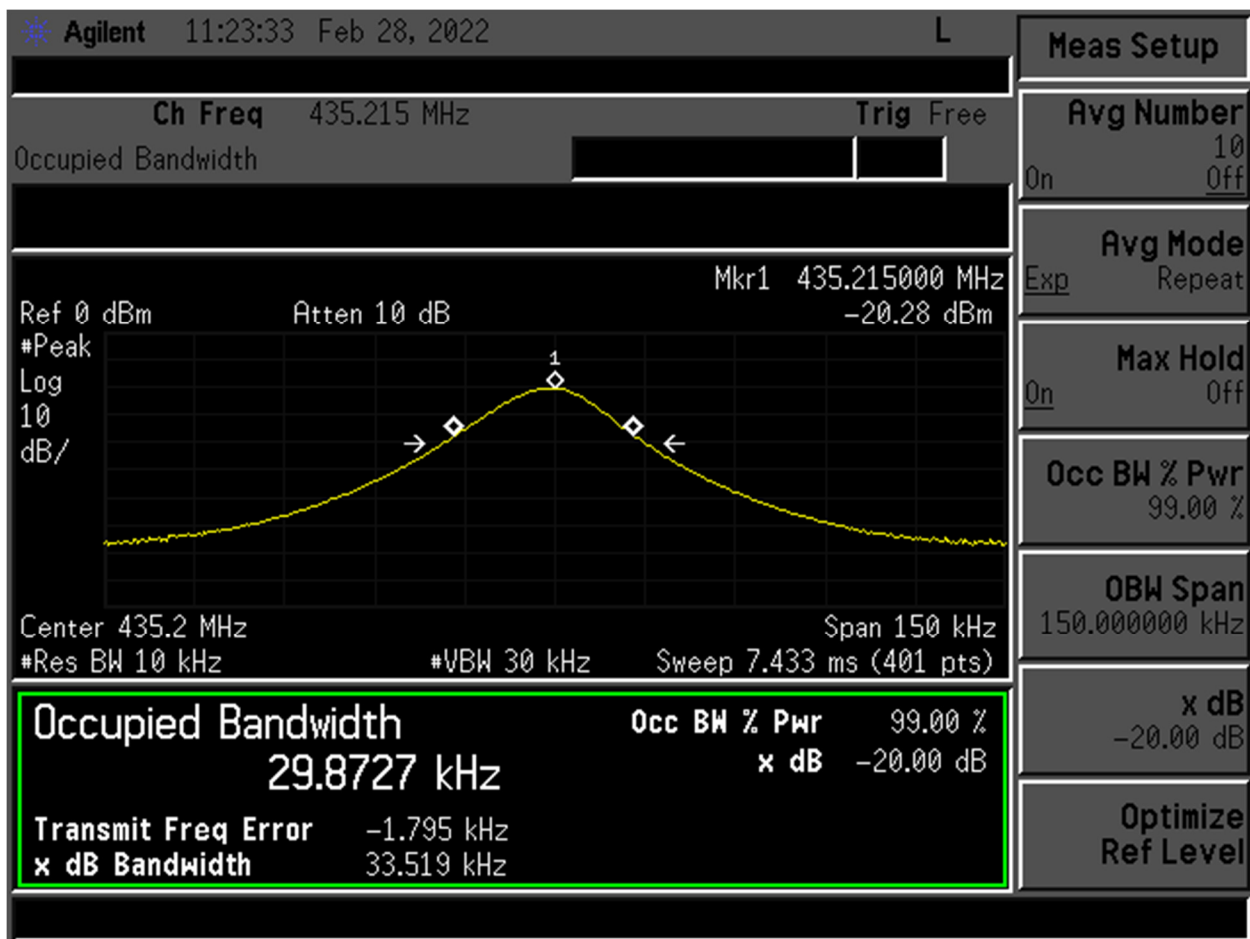 Agilent 11:23:33 Feb 28, 2022 L
Meas Setup
Ch Freq 435.215 MHz Trig Free
Occupied Bandwidth
Avg Number
10
On Off
Avg Mode
Exp Repeat
Max Hold
On Off
Occ BW % Pwr
99.00 %
OBW Span
150.000000 kHz
x dB
-20.00 dB
Optimize
Ref Level
Mkr1 435.215000 MHz
Ref 0 dBm Atten 10 dB -20.28 dBm
#Peak
Log
10
dB/
1
Center 435.2 MHz Span 150 kHz
#Res BW 10 kHz #VBW 30 kHz Sweep 7.433 ms (401 pts)
Occupied Bandwidth Occ BW % Pwr 99.00 %
29.8727 kHz x dB -20.00 dB
Transmit Freq Error -1.795 kHz
x dB Bandwidth 33.519 kHz